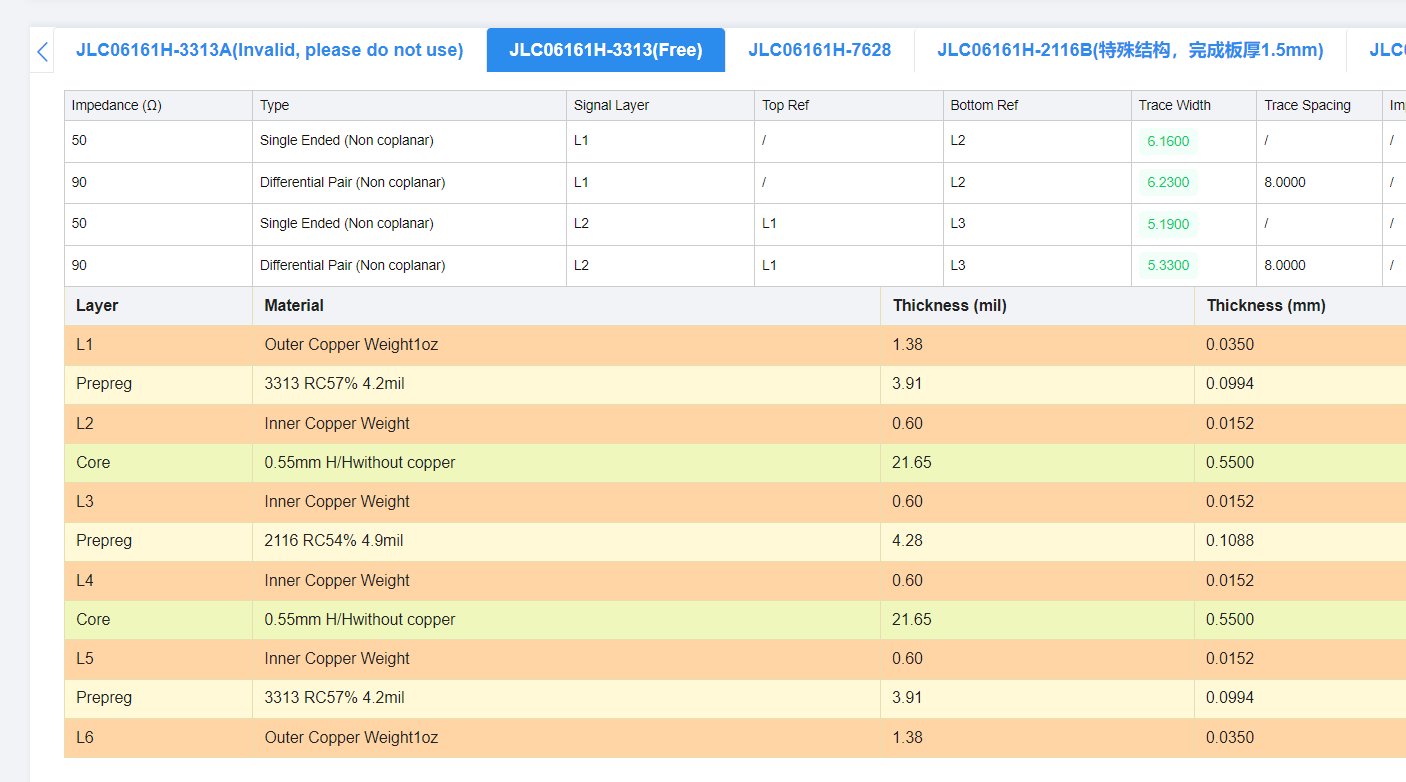 JLC06161H-3313A(Invalid, please do not use) JLC06161H-3313(Free) JLC06161H-7628 JLC06161H-2116B(特殊结构，完成板厚1.5mm) JLC
Impedance (Ω) Type Signal Layer Top Ref Bottom Ref Trace Width Trace Spacing Im
50 Single Ended (Non coplanar) L1 / L2 6.1600 / /
90 Differential Pair (Non coplanar) L1 / L2 6.2300 8.0000 /
50 Single Ended (Non coplanar) L2 L1 L3 5.1900 / /
90 Differential Pair (Non coplanar) L2 L1 L3 5.3300 8.0000 /
Layer Material Thickness (mil) Thickness (mm)
L1 Outer Copper Weight1oz 1.38 0.0350
Prepreg 3313 RC57% 4.2mil 3.91 0.0994
L2 Inner Copper Weight 0.60 0.0152
Core 0.55mm H/Hwithout copper 21.65 0.5500
L3 Inner Copper Weight 0.60 0.0152
Prepreg 2116 RC54% 4.9mil 4.28 0.1088
L4 Inner Copper Weight 0.60 0.0152
Core 0.55mm H/Hwithout copper 21.65 0.5500
L5 Inner Copper Weight 0.60 0.0152
Prepreg 3313 RC57% 4.2mil 3.91 0.0994
L6 Outer Copper Weight1oz 1.38 0.0350